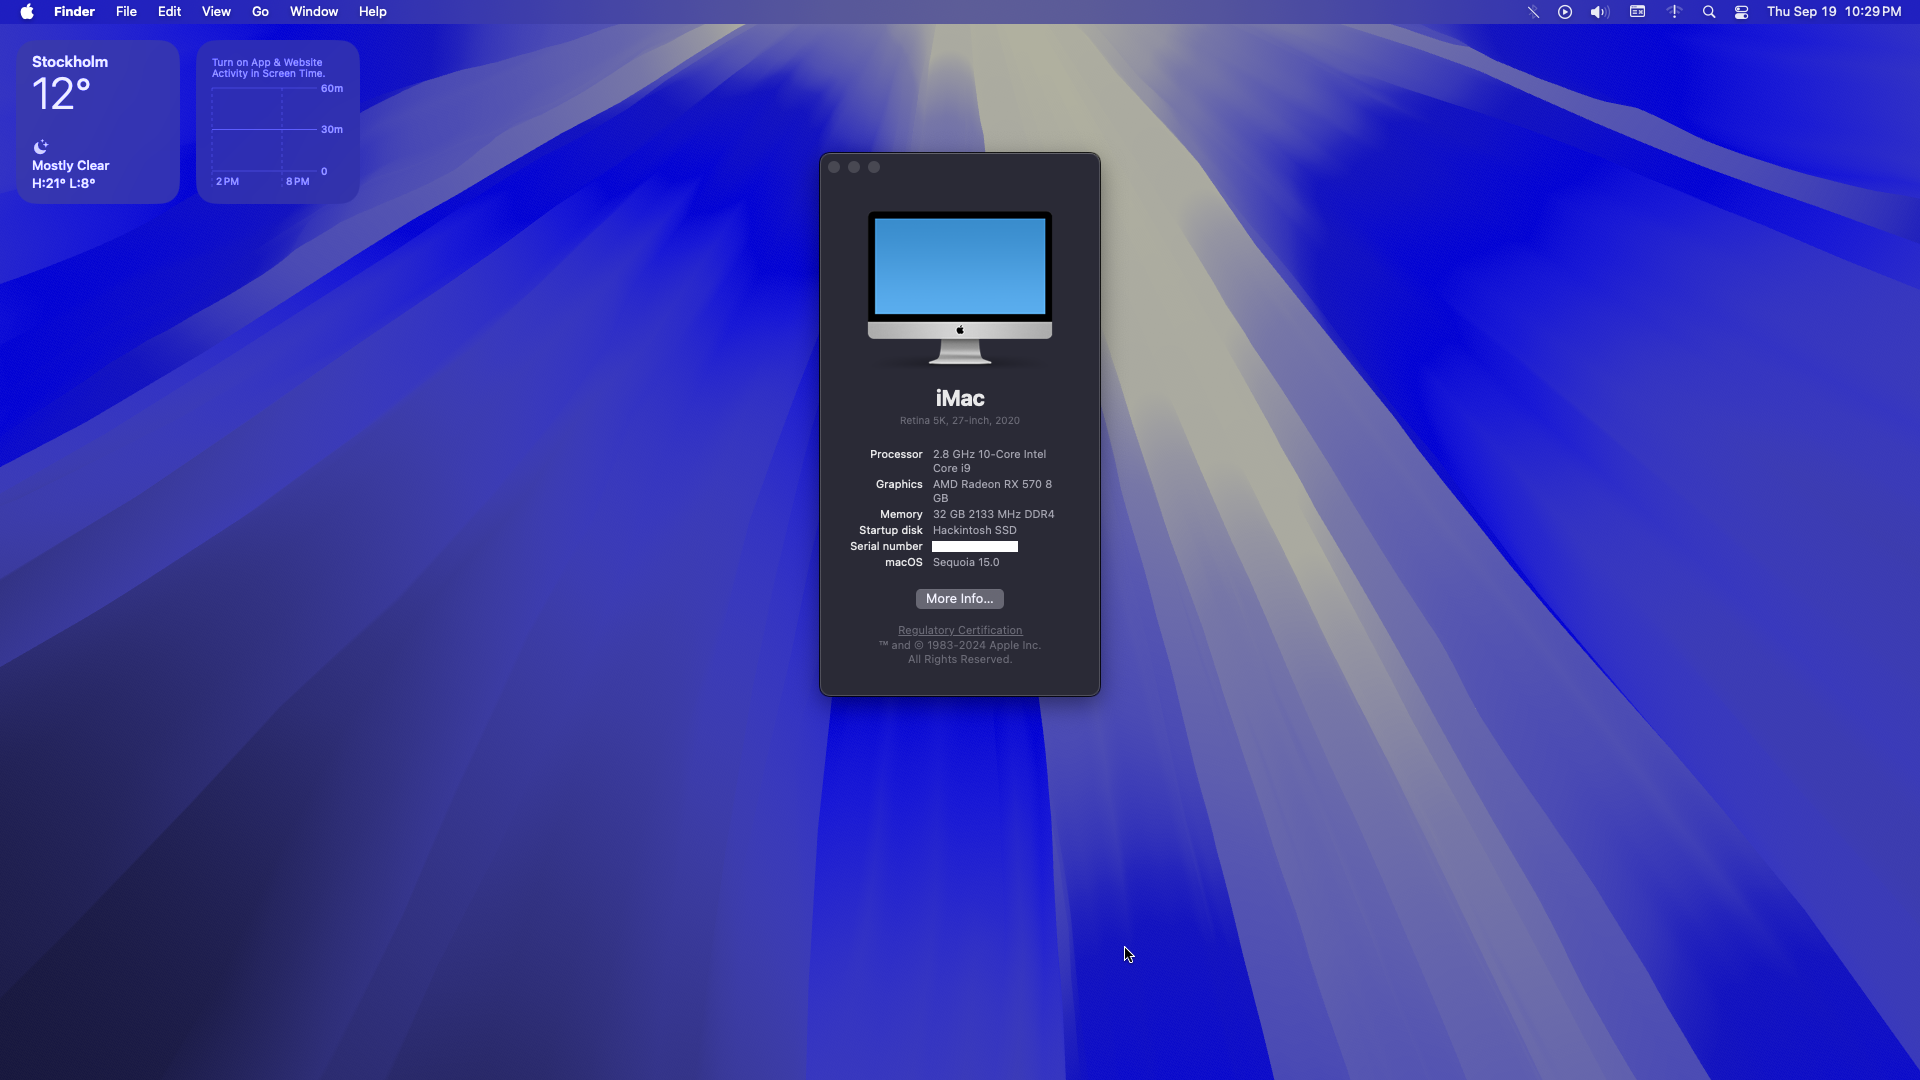 Finder File Edit View Go Window Help
Thu Sep 19 10:29 PM
Stockholm
12°
Mostly Clear
H:21° L:8°
Turn on App & Website
Activity in Screen Time.
60m
30m
0
2 PM 8 PM
iMac
Retina 5K, 27-inch, 2020
Processor 2.8 GHz 10-Core Intel
Core i9
Graphics AMD Radeon RX 570 8
GB
Memory 32 GB 2133 MHz DDR4
Startup disk Hackintosh SSD
Serial number
macOS Sequoia 15.0
More Info...
Regulatory Certification
™ and © 1983-2024 Apple Inc.
All Rights Reserved.